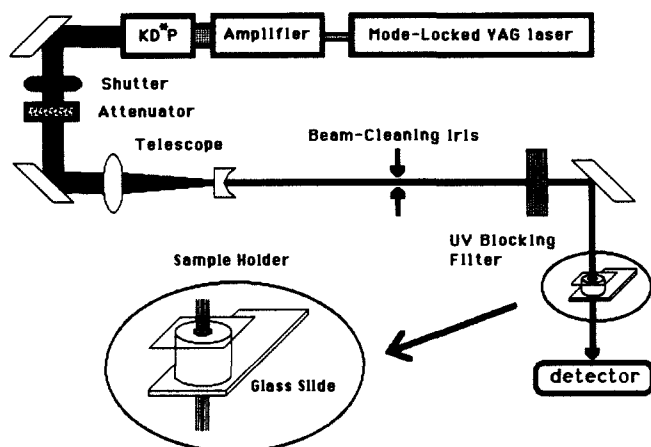 KD*P
Amplifier
Mode-Locked YAG laser
Shutter
Attenuator
Telescope
Beam-Cleaning Iris
UV Blocking
Filter
Sample Holder
Glass Slide
detector